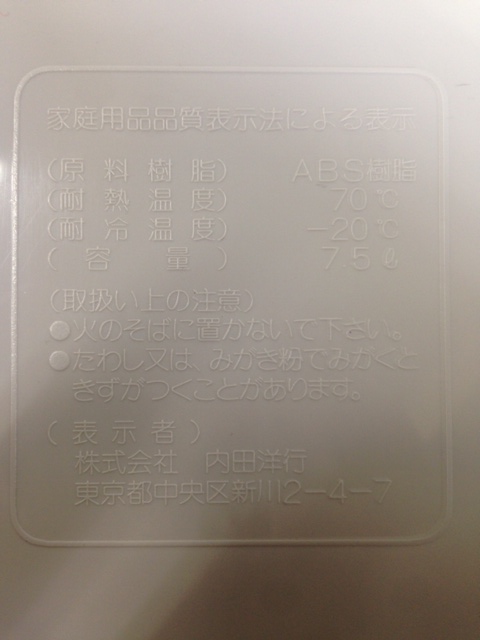 家庭用品品質表示法による表示
(原料樹脂) ABS樹脂
(耐熱温度) 70℃
(耐冷温度) -20℃
(容量) 7.5ℓ
(取扱い上の注意)
●火のそばに置かないで下さい。
●たわし又は、みかき粉でみかくと
きずがつくことがあります。
(表示者)
株式会社 内田洋行
東京都中央区新川2-4-7